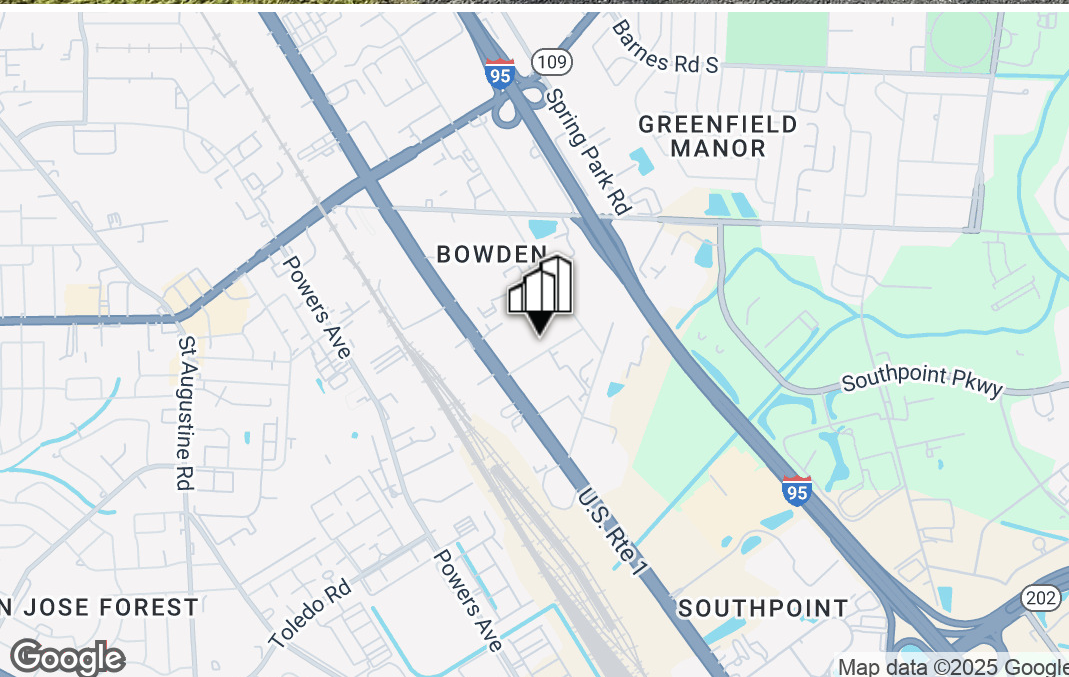 Barnes Rd S
109
95
Spring Park Rd
GREENFIELD
MANOR
BOWDEN
Powers Ave
St Augustine Rd
Southpoint Pkwy
95
U.S. Rte 1
Powers Ave
Toledo Rd
N JOSE FOREST
SOUTHPOINT
202
Google
Map data ©2025 Google